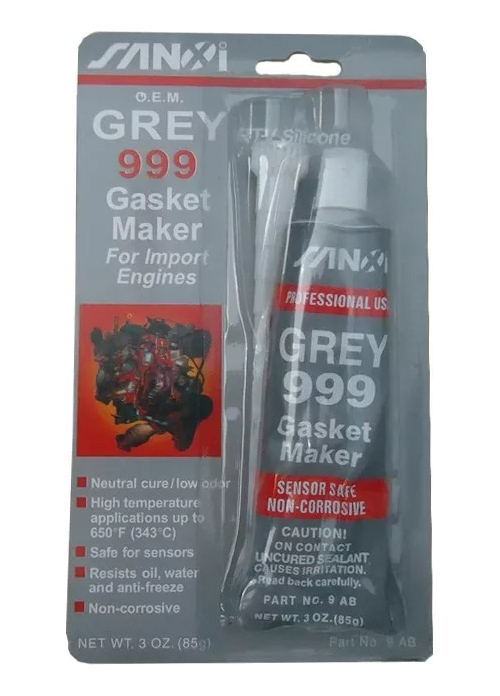 SANXi
O.E.M.
GREY
RTV Silicone
999
Gasket
Maker
For Import
Engines
Neutral cure/low odor
High temperature
applications up to
650°F (343°C)
Safe for sensors
Resists oil, water
and anti-freeze
Non-corrosive
NET WT. 3 OZ. (85g)
SANXi
PROFESSIONAL USE
GREY
999
Gasket
Maker
SENSOR SAFE
NON-CORROSIVE
CAUTION!
ON CONTACT
UNCURED SEALANT
CAUSES IRRITATION.
Read back carefully.
PART NO. 9 AB
NET WT. 3 OZ. (85g)
Part No. 9 AB